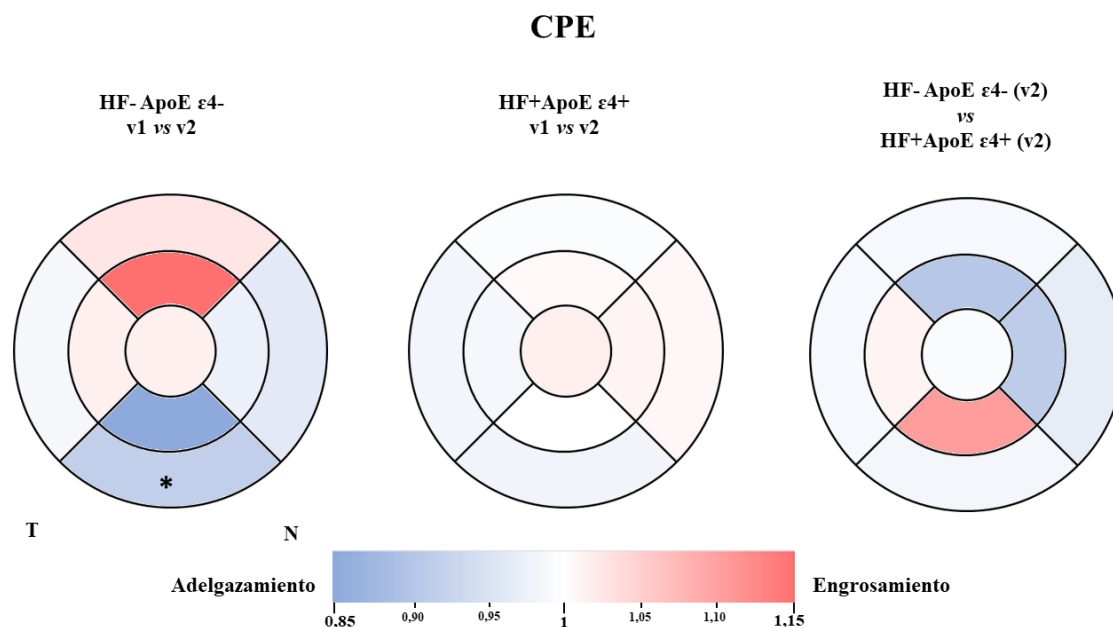 CPE
HF- ApoE ε4-
v1 vs v2
HF+ApoE ε4+
v1 vs v2
HF- ApoE ε4- (v2)
vs
HF+ApoE ε4+ (v2)
*
T
N
Adelgazamiento
Engrosamiento
0,85
0,90
0,95
1
1,05
1,10
1,15